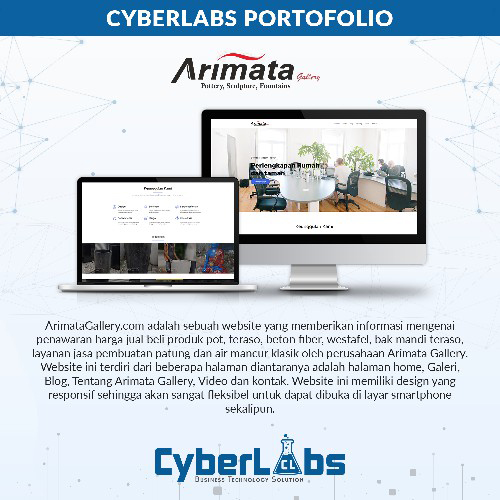 CYBERLABS PORTOFOLIO
Arimata Gallery
Pottery, Sculpture, Fountains
Arimata
Perlengkapan Rumah
dan taman
ArimataGallery.com adalah sebuah website yang memberikan informasi mengenai
penawaran harga jual beli produk pot, teraso, beton fiber, westafel, bak mandi teraso,
layanan jasa pembuatan patung dan air mancur klasik oleh perusahaan Arimata Gallery.
Website ini terdiri dari beberapa halaman diantaranya adalah halaman home, Galeri,
Blog, Tentang Arimata Gallery, Video dan kontak. Website ini memiliki design yang
responsif sehingga akan sangat fleksibel untuk dapat dibuka di layar smartphone
sekalipun.
CyberLabs
BUSINESS TECHNOLOGY SOLUTION